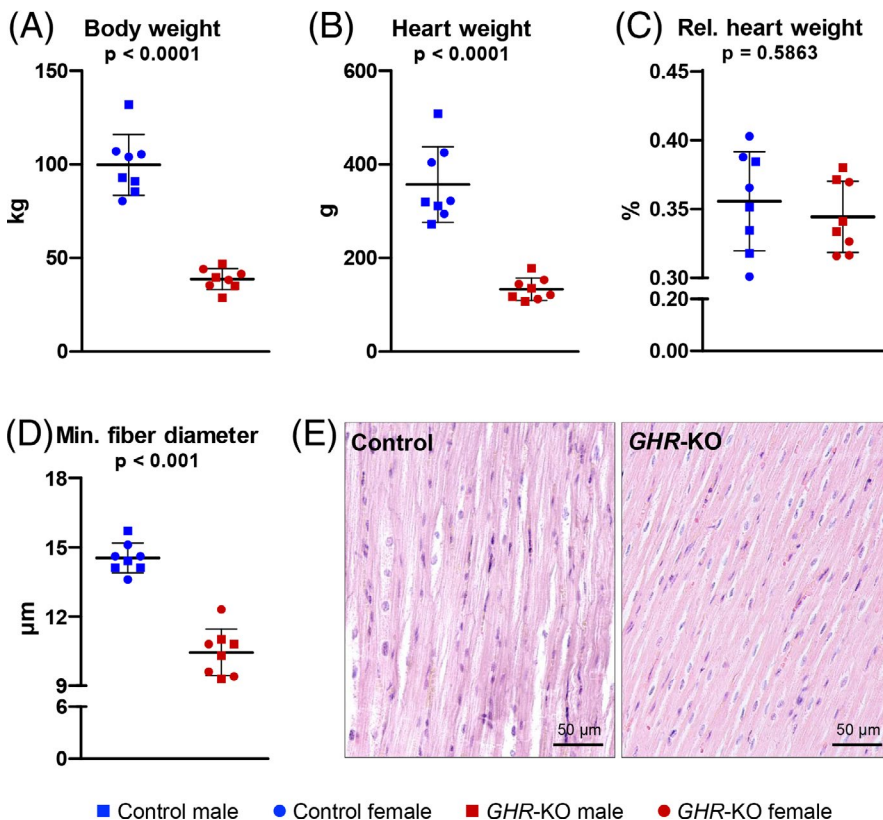 (A) Body weight
p < 0.0001
150
100
50
0
kg
(B) Heart weight
p < 0.0001
600
400
200
0
g
(C) Rel. heart weight
p = 0.5863
0.45
0.40
0.35
0.30
0.20
0.00
%
(D) Min. fiber diameter
p < 0.001
18
15
12
9
6
0
µm
(E) Control
50 µm
GHR-KO
50 µm
Control male Control female GHR-KO male GHR-KO female